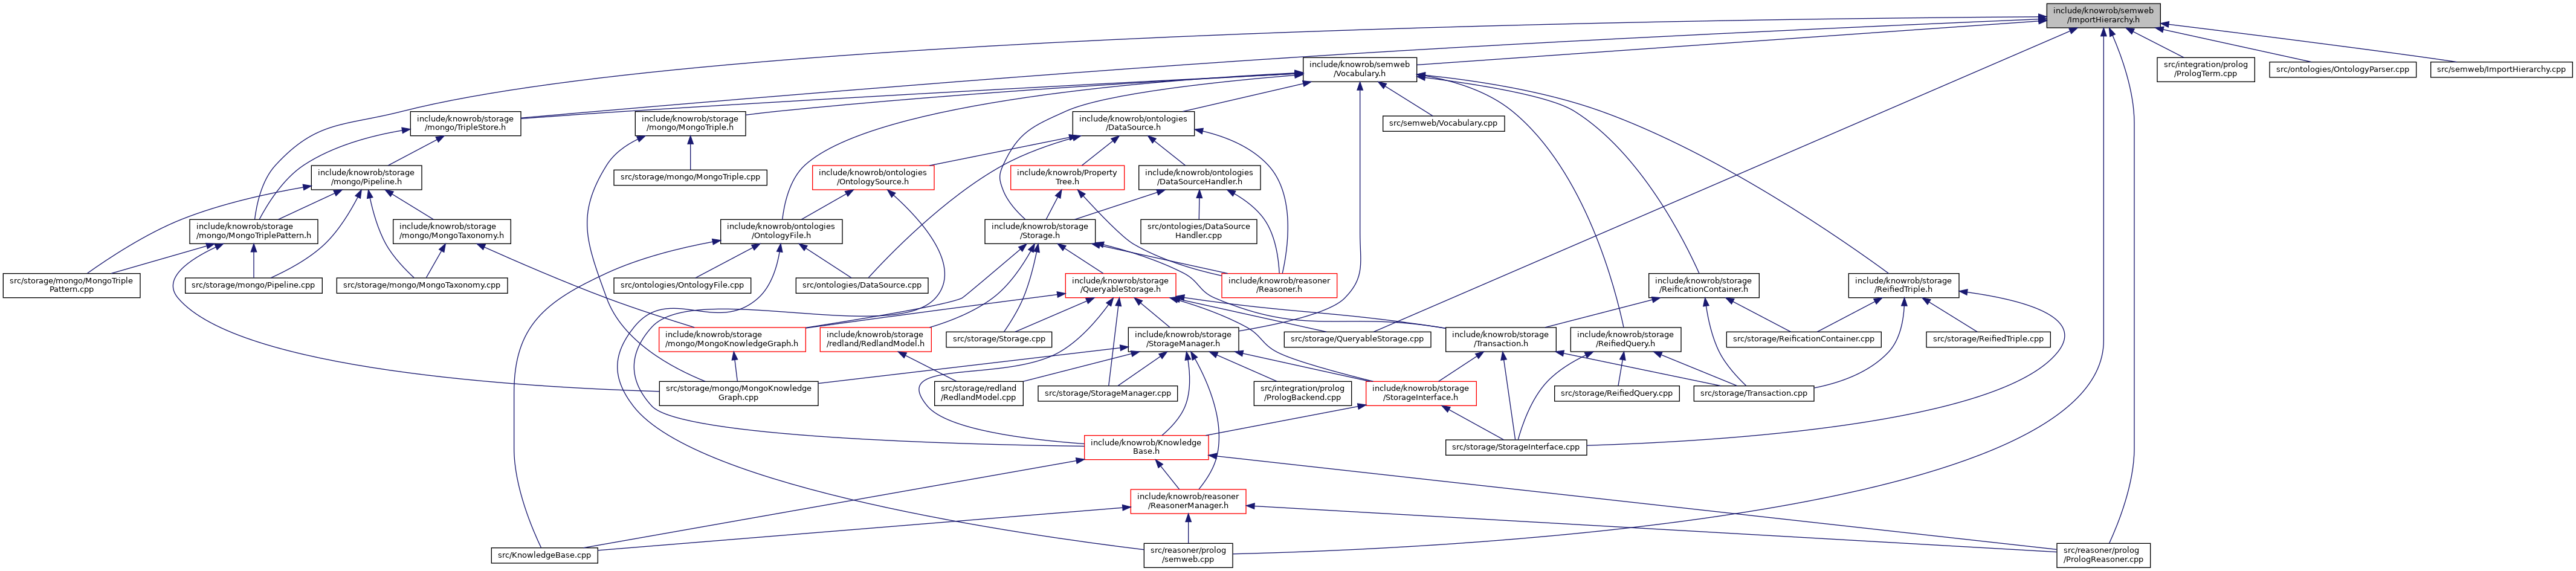 include/knowrob/semweb
/ImportHierarchy.h
include/knowrob/semweb
/Vocabulary.h
src/integration/prolog
/PrologTerm.cpp
src/ontologies/OntologyParser.cpp
src/semweb/ImportHierarchy.cpp
include/knowrob/storage
/mongo/TripleStore.h
include/knowrob/storage
/mongo/MongoTriple.h
include/knowrob/ontologies
/DataSource.h
src/semweb/Vocabulary.cpp
include/knowrob/storage
/mongo/Pipeline.h
src/storage/mongo/MongoTriple.cpp
include/knowrob/ontologies
/OntologySource.h
include/knowrob/Property
Tree.h
include/knowrob/ontologies
/DataSourceHandler.h
include/knowrob/storage
/mongo/MongoTriplePattern.h
include/knowrob/storage
/mongo/MongoTaxonomy.h
include/knowrob/ontologies
/OntologyFile.h
include/knowrob/storage
/Storage.h
src/ontologies/DataSource
Handler.cpp
src/storage/mongo/MongoTriple
Pattern.cpp
src/storage/mongo/Pipeline.cpp
src/storage/mongo/MongoTaxonomy.cpp
src/ontologies/OntologyFile.cpp
src/ontologies/DataSource.cpp
include/knowrob/storage
/QueryableStorage.h
include/knowrob/reasoner
/Reasoner.h
include/knowrob/storage
/ReificationContainer.h
include/knowrob/storage
/ReifiedTriple.h
include/knowrob/storage
/mongo/MongoKnowledgeGraph.h
include/knowrob/storage
/redland/RedlandModel.h
src/storage/Storage.cpp
include/knowrob/storage
/StorageManager.h
src/storage/QueryableStorage.cpp
include/knowrob/storage
/Transaction.h
include/knowrob/storage
/ReifiedQuery.h
src/storage/ReificationContainer.cpp
src/storage/ReifiedTriple.cpp
src/storage/mongo/MongoKnowledge
Graph.cpp
src/storage/redland
/RedlandModel.cpp
src/storage/StorageManager.cpp
src/integration/prolog
/PrologBackend.cpp
include/knowrob/storage
/StorageInterface.h
src/storage/ReifiedQuery.cpp
src/storage/Transaction.cpp
include/knowrob/Knowledge
Base.h
src/storage/StorageInterface.cpp
include/knowrob/reasoner
/ReasonerManager.h
src/KnowledgeBase.cpp
src/reasoner/prolog
/semweb.cpp
src/reasoner/prolog
/PrologReasoner.cpp